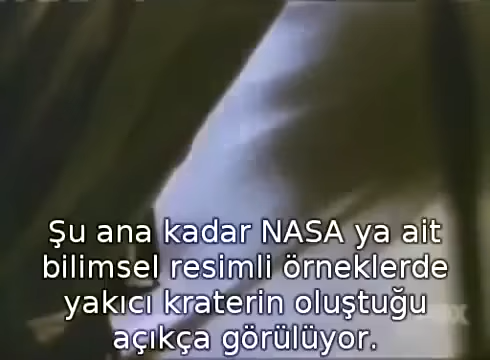 Şu ana kadar NASA ya ait
bilimsel resimli örneklerde
yakıcı kraterin oluştuğu
açıkça görülüyor.